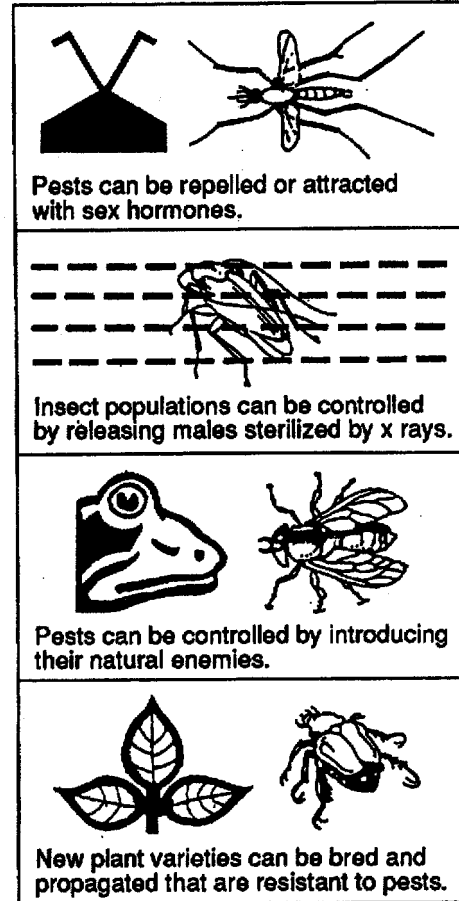 Pests can be repelled or attracted
with sex hormones.
Insect populations can be controlled
by releasing males sterilized by x rays.
Pests can be controlled by introducing
their natural enemies.
New plant varieties can be bred and
propagated that are resistant to pests.